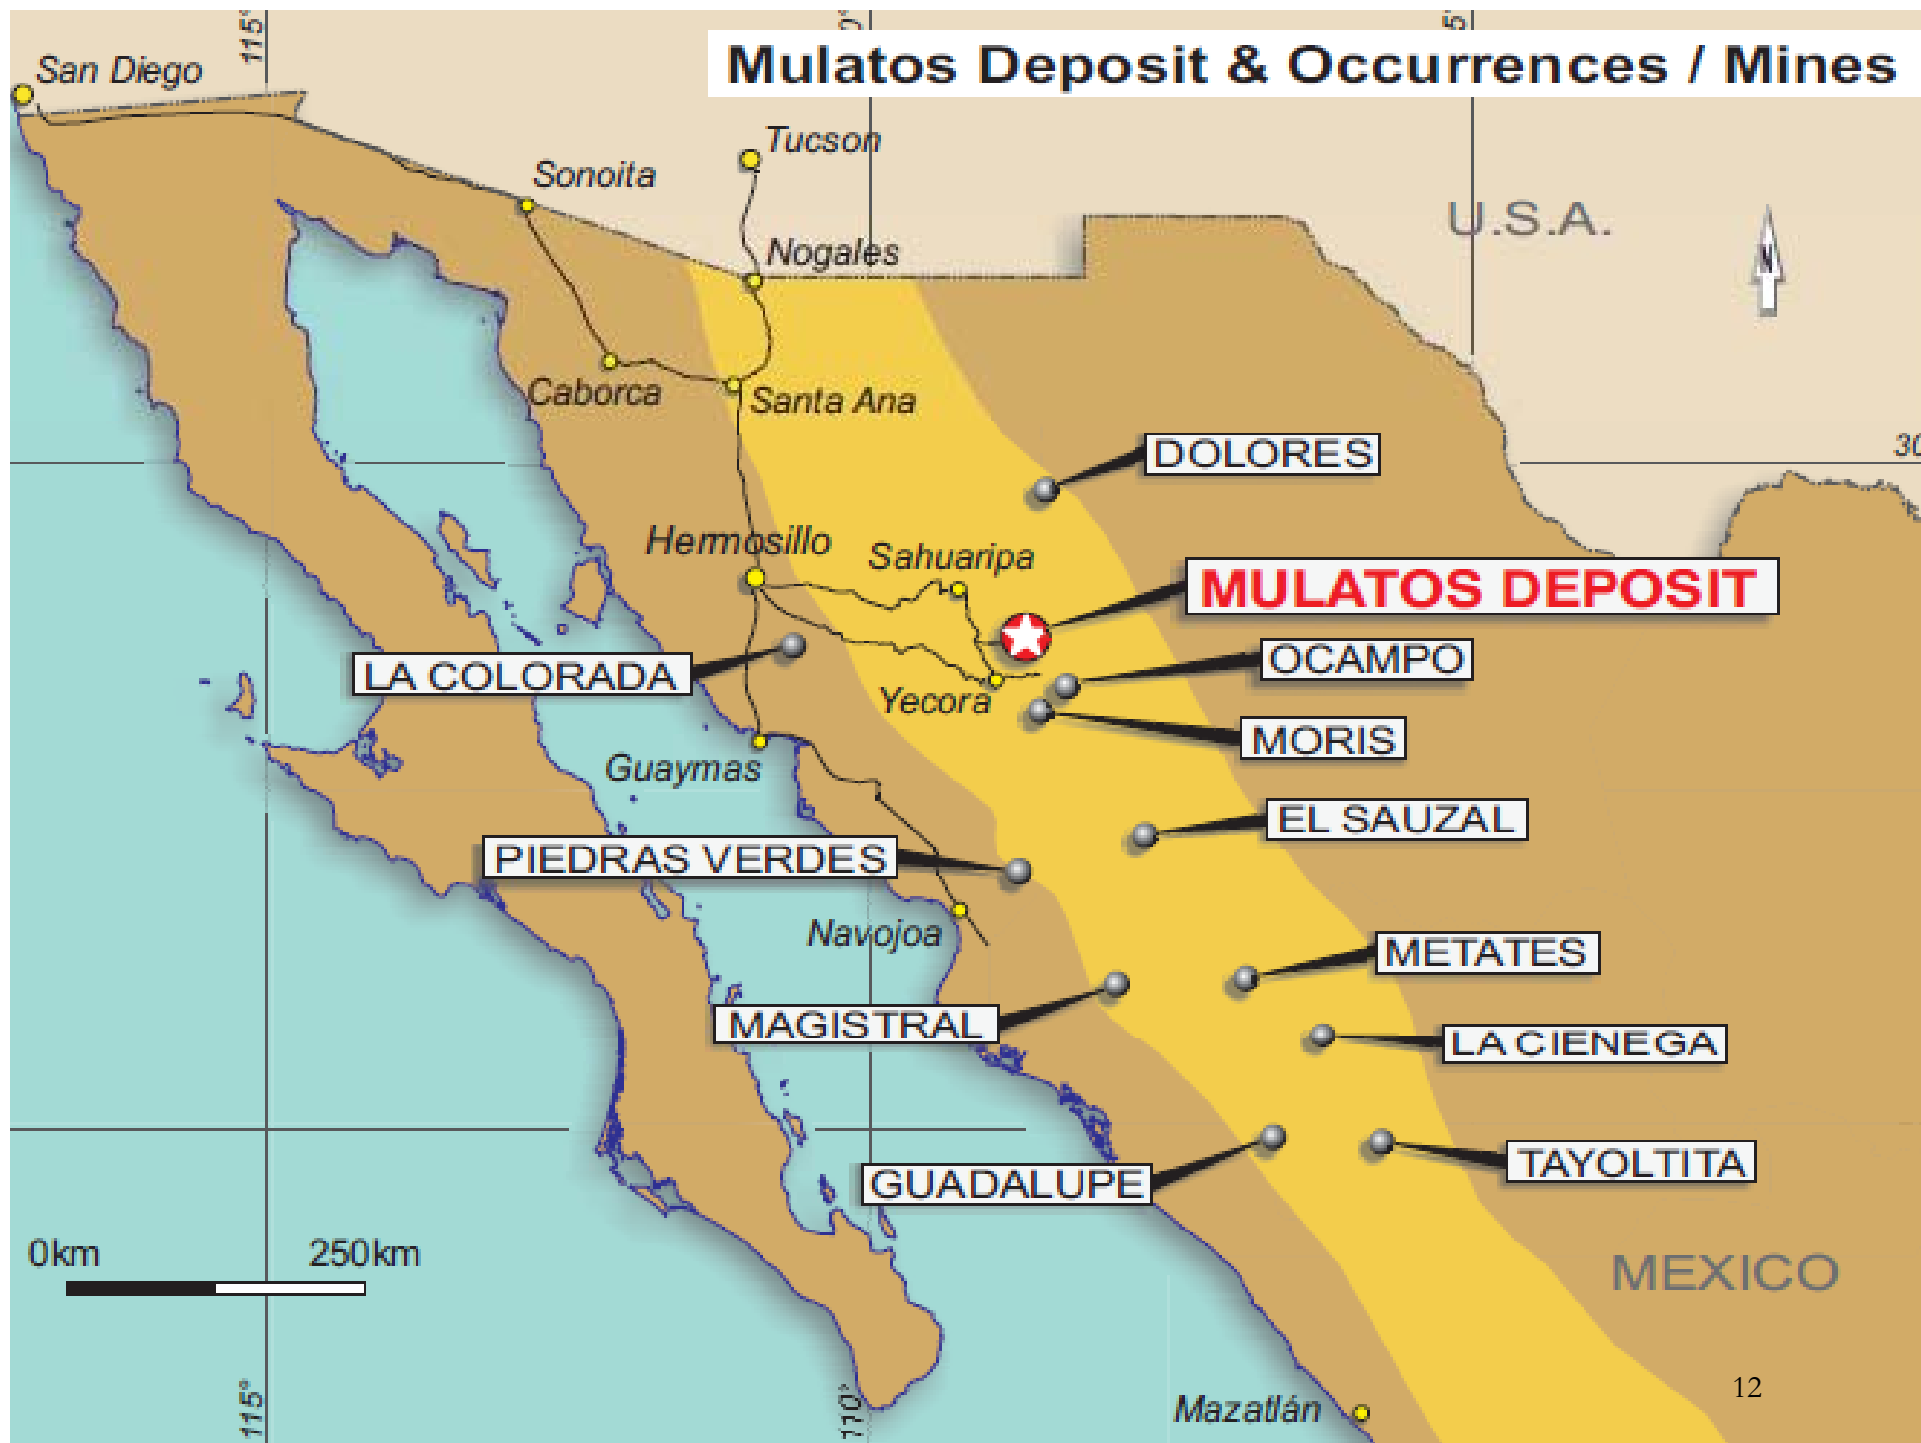 115°
0°
5°
Mulatos Deposit & Occurrences / Mines
San Diego
Tucson
Sonoita
U.S.A.
N
Nogales
Caborca
Santa Ana
DOLORES
30
Hermosillo
Sahuaripa
MULATOS DEPOSIT
LA COLORADA
OCAMPO
Yecora
MORIS
Guaymas
EL SAUZAL
PIEDRAS VERDES
Navojoa
METATES
MAGISTRAL
LA CIENEGA
GUADALUPE
TAYOLTITA
0km
250km
MEXICO
12
115°
110°
Mazatlán